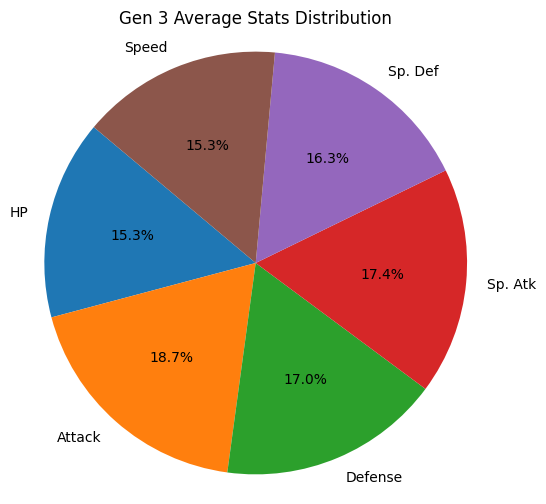 Gen 3 Average Stats Distribution
Speed
Sp. Def
15.3%
16.3%
HP
15.3%
17.4%
Sp. Atk
18.7%
17.0%
Attack
Defense